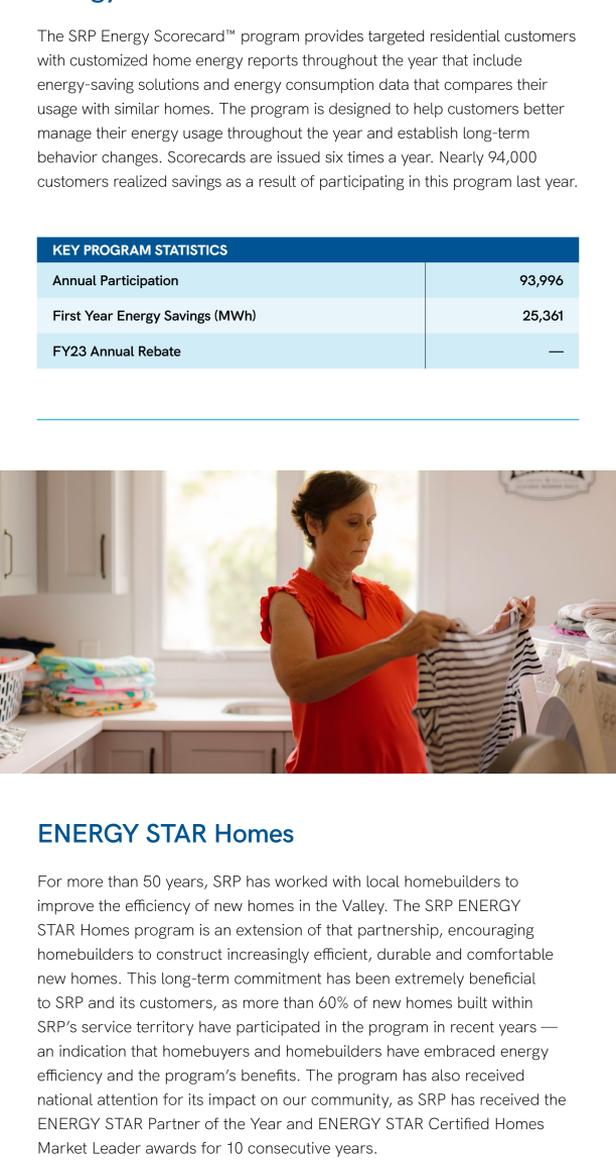 The SRP Energy Scorecard™ program provides targeted residential customers
with customized home energy reports throughout the year that include
energy-saving solutions and energy consumption data that compares their
usage with similar homes. The program is designed to help customers better
manage their energy usage throughout the year and establish long-term
behavior changes. Scorecards are issued six times a year. Nearly 94,000
customers realized savings as a result of participating in this program last year.
KEY PROGRAM STATISTICS
Annual Participation 93,996
First Year Energy Savings (MWh) 25,361
FY23 Annual Rebate —
ENERGY STAR Homes
For more than 50 years, SRP has worked with local homebuilders to
improve the efficiency of new homes in the Valley. The SRP ENERGY
STAR Homes program is an extension of that partnership, encouraging
homebuilders to construct increasingly efficient, durable and comfortable
new homes. This long-term commitment has been extremely beneficial
to SRP and its customers, as more than 60% of new homes built within
SRP’s service territory have participated in the program in recent years —
an indication that homebuyers and homebuilders have embraced energy
efficiency and the program’s benefits. The program has also received
national attention for its impact on our community, as SRP has received the
ENERGY STAR Partner of the Year and ENERGY STAR Certified Homes
Market Leader awards for 10 consecutive years.